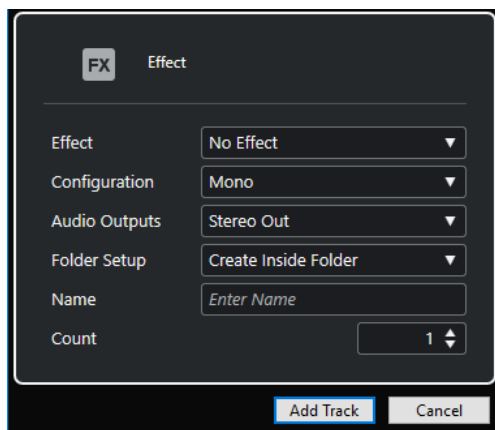 FX Effect
Effect No Effect
Configuration Mono
Audio Outputs Stereo Out
Folder Setup Create Inside Folder
Name Enter Name
Count 1
Add Track Cancel